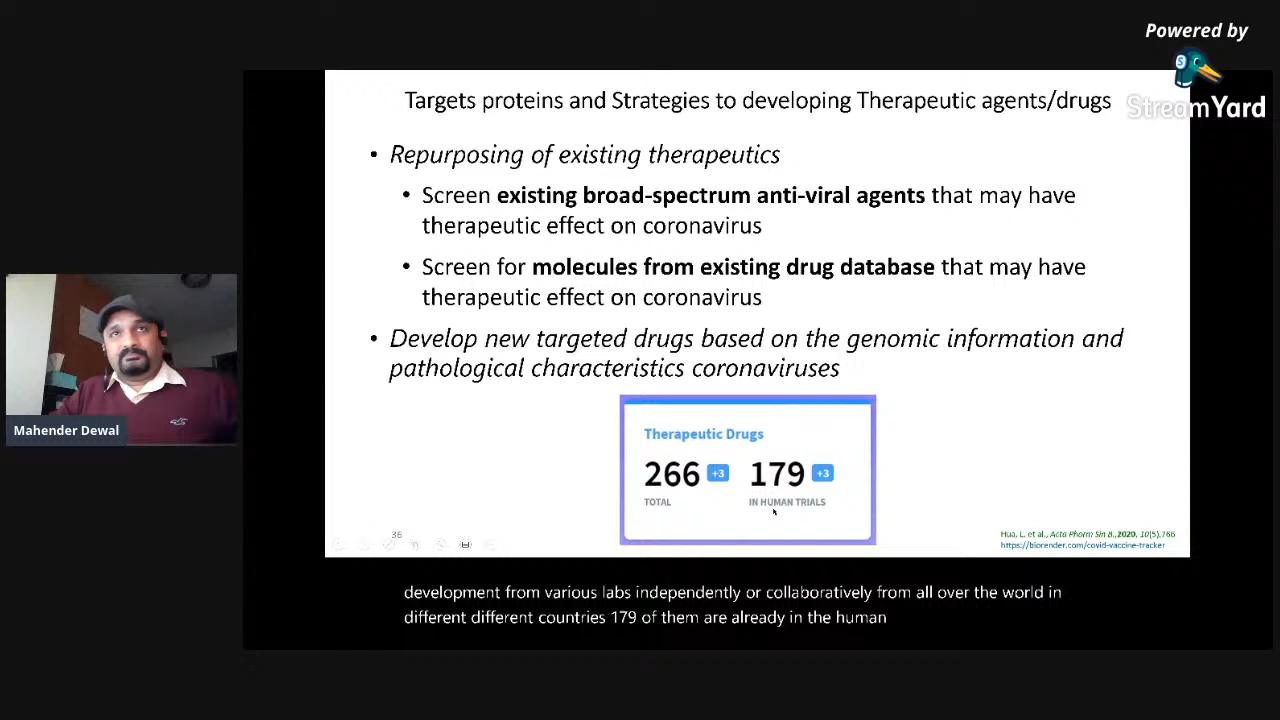 Powered by
StreamYard
Targets proteins and Strategies to developing Therapeutic agents/drugs
• Repurposing of existing therapeutics
• Screen existing broad-spectrum anti-viral agents that may have
therapeutic effect on coronavirus
• Screen for molecules from existing drug database that may have
therapeutic effect on coronavirus
• Develop new targeted drugs based on the genomic information and
pathological characteristics coronaviruses
Therapeutic Drugs
266 +3 179 +3
TOTAL IN HUMAN TRIALS
36
Hua, L. et al., Acta Pharm Sin B.,2020, 10(5),766
https://biorender.com/covid-vaccine-tracker
Mahender Dewal
development from various labs independently or collaboratively from all over the world in
different different countries 179 of them are already in the human